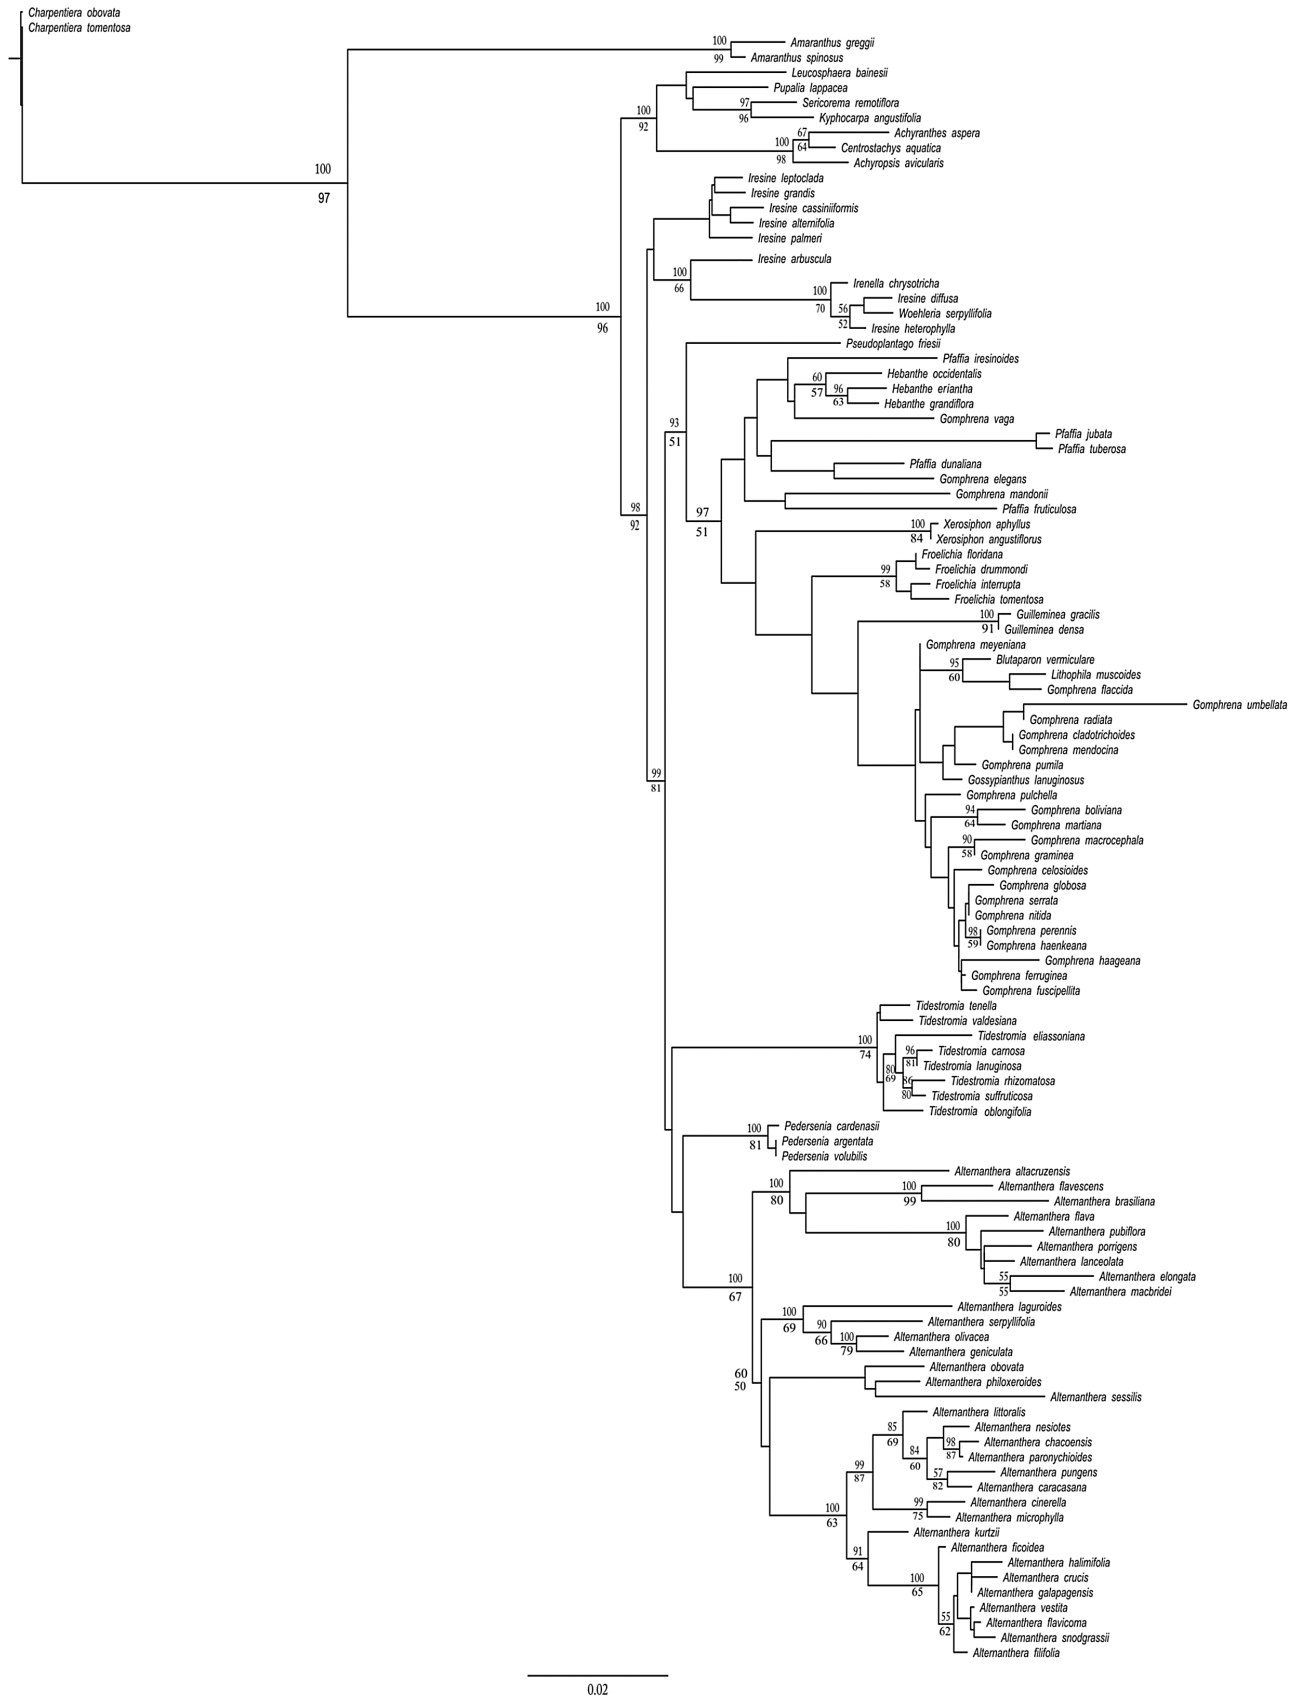 Charpentiera obovata
Charpentiera tomentosa
100
99
Amaranthus greggii
Amaranthus spinosus
Leucosphaera bainesii
Pupalia lappacea
97
96
Sericorema remotiflora
Kyphocarpa angustifolia
100
92
67
64
Achyranthes aspera
Centrostachys aquatica
100
98
Achyropsis avicularis
100
97
Iresine leptoclada
Iresine grandis
Iresine cassiniiformis
Iresine alternifolia
Iresine palmeri
Iresine arbuscula
100
66
Irenella chrysotricha
100
70
Iresine diffusa
Woehleria serpyllifolia
56
52
Iresine heterophylla
100
96
Pseudoplantago friesii
Pfaffia iresinoides
60
57
Hebanthe occidentalis
96
63
Hebanthe eriantha
Hebanthe grandiflora
Gomphrena vaga
93
51
Pfaffia jubata
Pfaffia tuberosa
Pfaffia dunaliana
Gomphrena elegans
Gomphrena mandonii
Pfaffia fruticulosa
98
92
97
51
100
84
Xerosiphon aphyllus
Xerosiphon angustiflorus
Froelichia floridana
99
58
Froelichia drummondi
Froelichia interrupta
Froelichia tomentosa
100
91
Guilleminea gracilis
Guilleminea densa
Gomphrena meyeniana
95
60
Blutaparon vermiculare
Lithophila muscoides
Gomphrena flaccida
Gomphrena umbellata
Gomphrena radiata
Gomphrena cladotrichoides
Gomphrena mendocina
Gomphrena pumila
99
81
Gossypianthus lanuginosus
Gomphrena pulchella
94
64
Gomphrena boliviana
Gomphrena martiana
90
58
Gomphrena macrocephala
Gomphrena graminea
Gomphrena celosioides
Gomphrena globosa
Gomphrena serrata
Gomphrena nitida
98
59
Gomphrena perennis
Gomphrena haenkeana
Gomphrena haageana
Gomphrena ferruginea
Gomphrena fuscipellita
Tidestromia tenella
Tidestromia valdesiana
100
74
Tidestromia eliassoniana
96
81
Tidestromia carnosa
Tidestromia lanuginosa
80
69
86
80
Tidestromia rhizomatosa
Tidestromia suffruticosa
Tidestromia oblongifolia
100
81
Pedersenia cardenasii
Pedersenia argentata
Pedersenia volubilis
Alternanthera altacruzensis
100
80
100
99
Alternanthera flavescens
Alternanthera brasiliana
Alternanthera flava
100
80
Alternanthera pubiflora
Alternanthera porrigens
Alternanthera lanceolata
55
55
Alternanthera elongata
Alternanthera macbridei
100
67
Alternanthera laguroides
100
69
Alternanthera serpyllifolia
90
66
100
79
Alternanthera olivacea
Alternanthera geniculata
60
50
Alternanthera obovata
Alternanthera philoxeroides
Alternanthera sessilis
Alternanthera littoralis
85
69
Alternanthera nesiotes
98
87
Alternanthera chacoensis
Alternanthera paronychioides
84
60
57
82
Alternanthera pungens
Alternanthera caracasana
99
87
99
75
Alternanthera cinerella
Alternanthera microphylla
100
63
Alternanthera kurtzii
91
64
Alternanthera ficoidea
Alternanthera halimifolia
Alternanthera crucis
100
65
Alternanthera galapagensis
Alternanthera vestita
55
62
Alternanthera flavicoma
Alternanthera snodgrassii
Alternanthera filifolia
0.02